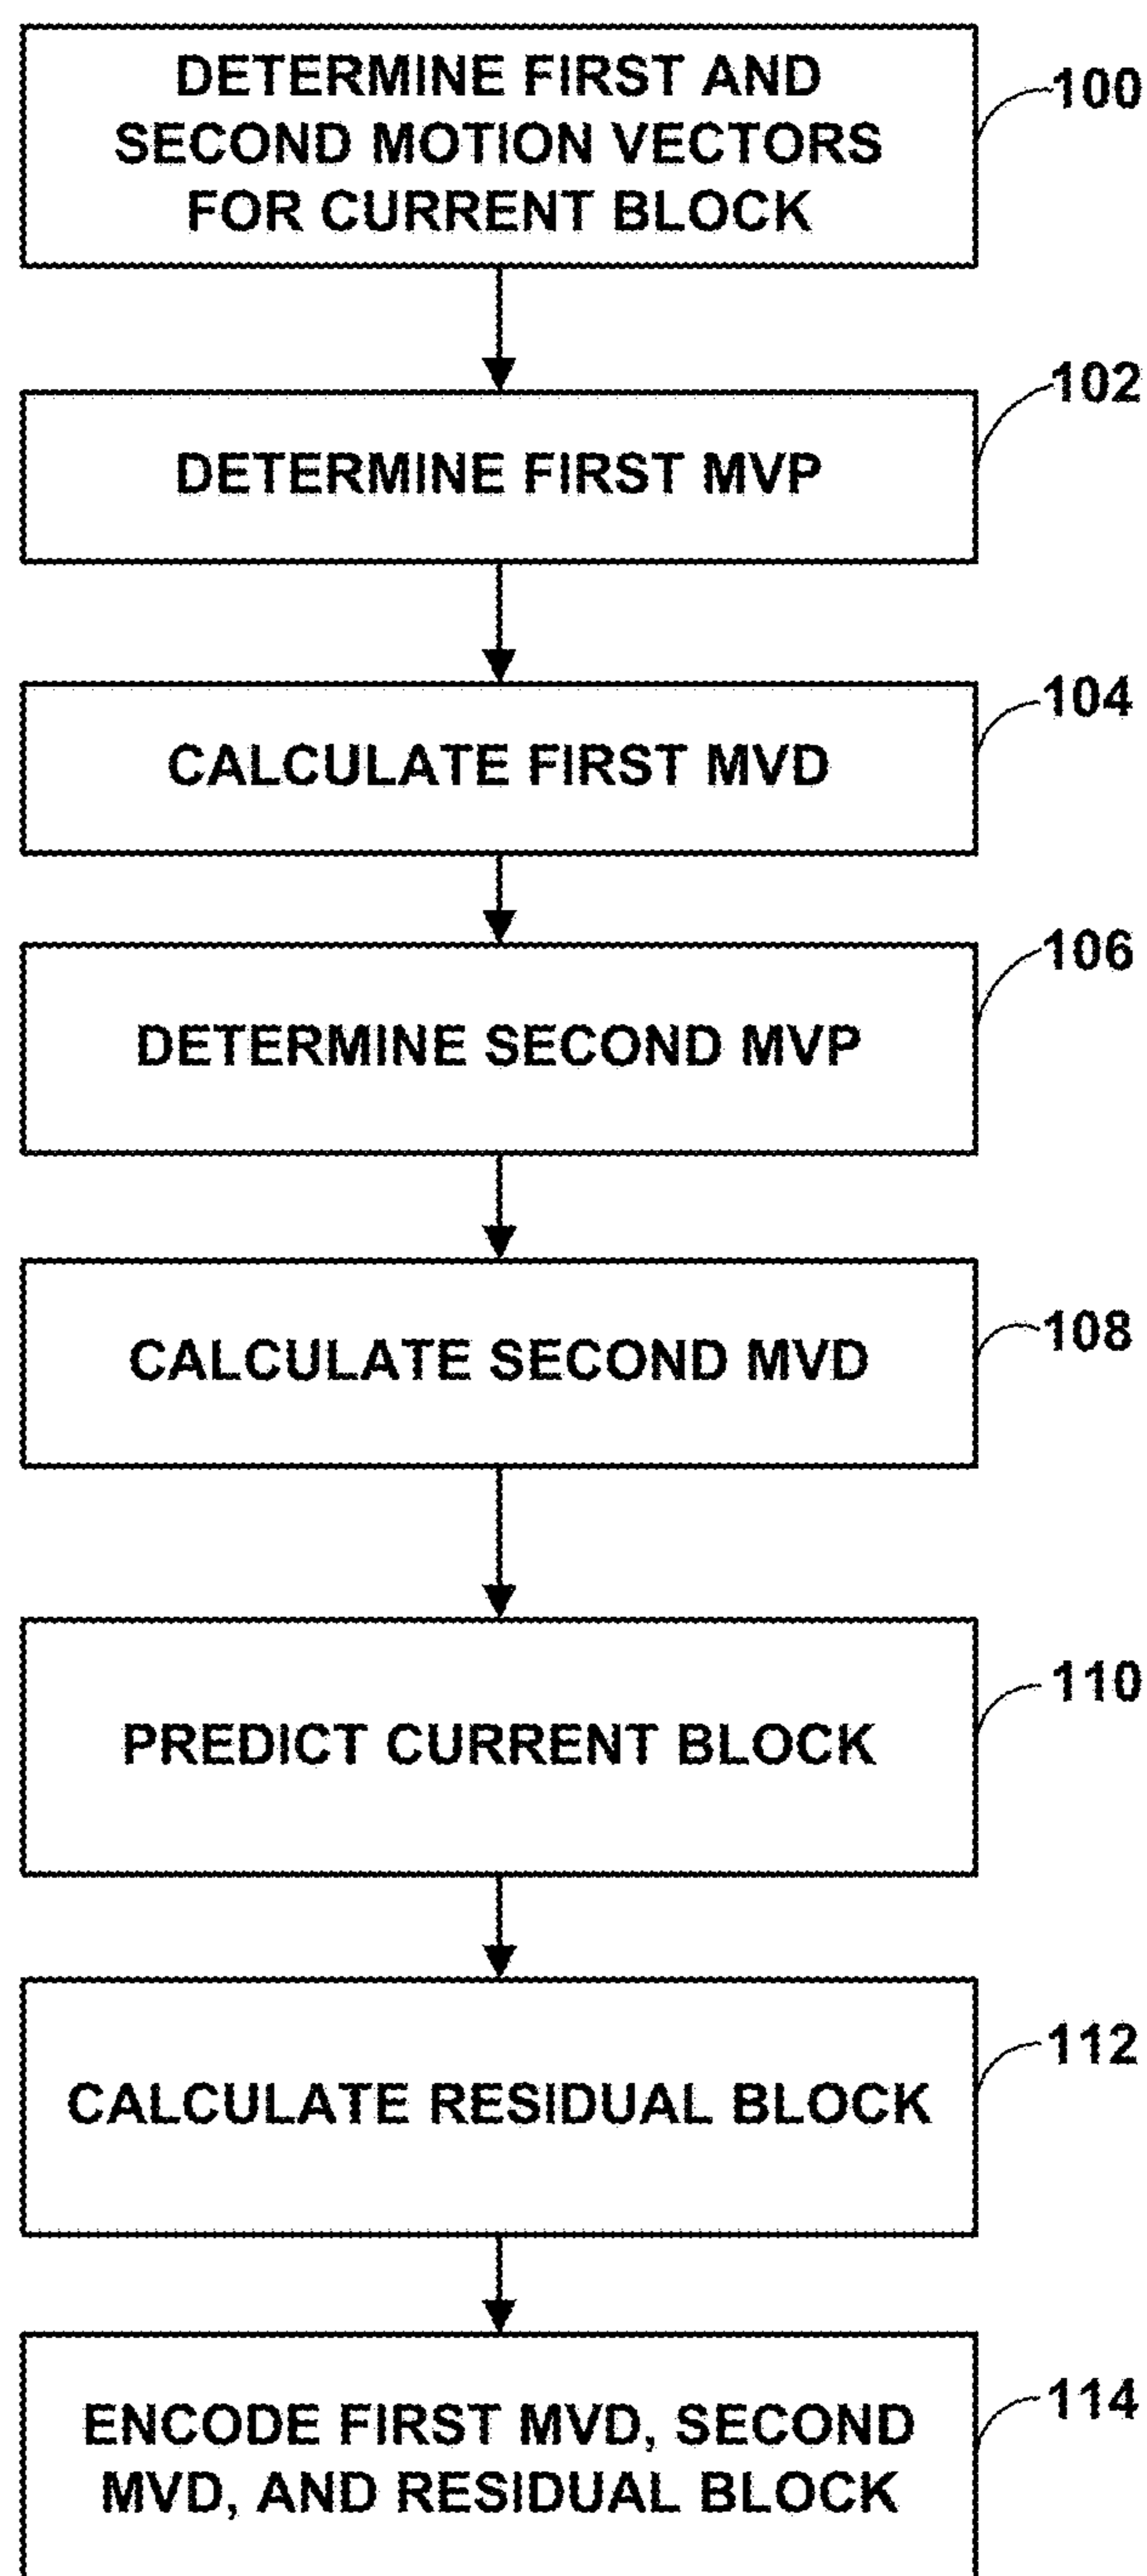 DETERMINE FIRST AND
SECOND MOTION VECTORS
FOR CURRENT BLOCK
100
DETERMINE FIRST MVP
102
CALCULATE FIRST MVD
104
DETERMINE SECOND MVP
106
CALCULATE SECOND MVD
108
PREDICT CURRENT BLOCK
110
CALCULATE RESIDUAL BLOCK
112
ENCODE FIRST MVD, SECOND
MVD, AND RESIDUAL BLOCK
114